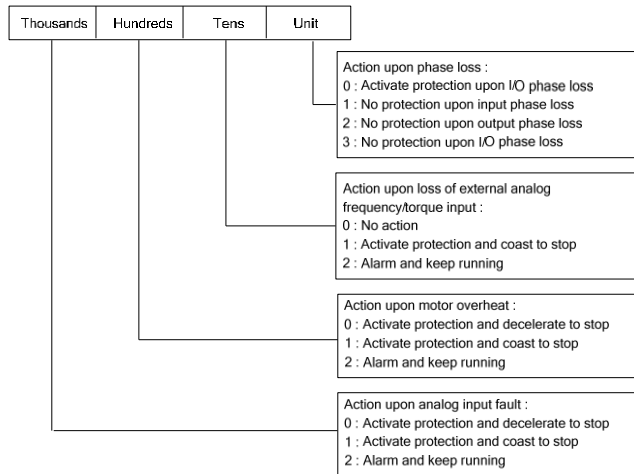 Thousands Hundreds Tens Unit
Action upon phase loss :
0 : Activate protection upon I/O phase loss
1 : No protection upon input phase loss
2 : No protection upon output phase loss
3 : No protection upon I/O phase loss
Action upon loss of external analog
frequency/torque input :
0 : No action
1 : Activate protection and coast to stop
2 : Alarm and keep running
Action upon motor overheat :
0 : Activate protection and decelerate to stop
1 : Activate protection and coast to stop
2 : Alarm and keep running
Action upon analog input fault :
0 : Activate protection and decelerate to stop
1 : Activate protection and coast to stop
2 : Alarm and keep running